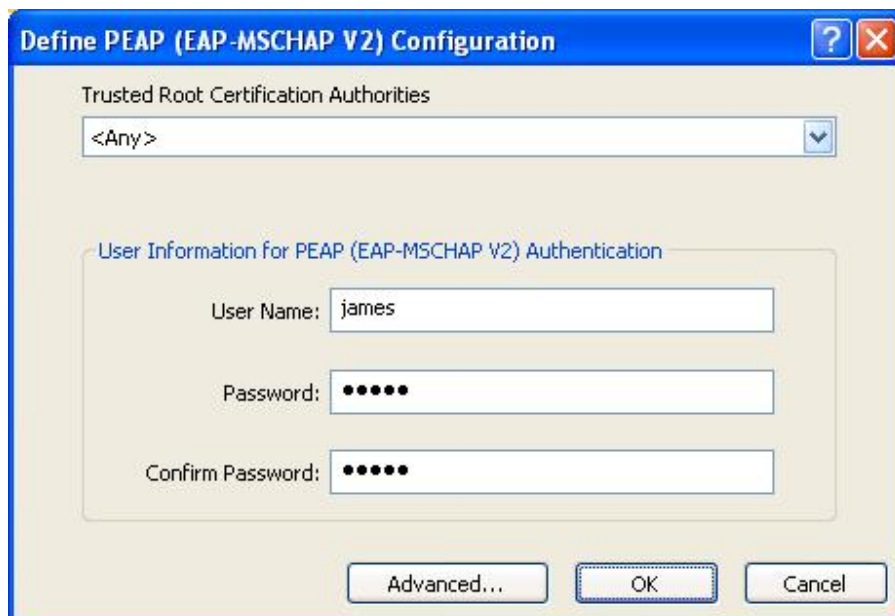 Define PEAP (EAP-MSCHAP V2) Configuration
Trusted Root Certification Authorities
<Any>
User Information for PEAP (EAP-MSCHAP V2) Authentication
User Name: james
Password: •••••
Confirm Password: •••••
Advanced... OK Cancel